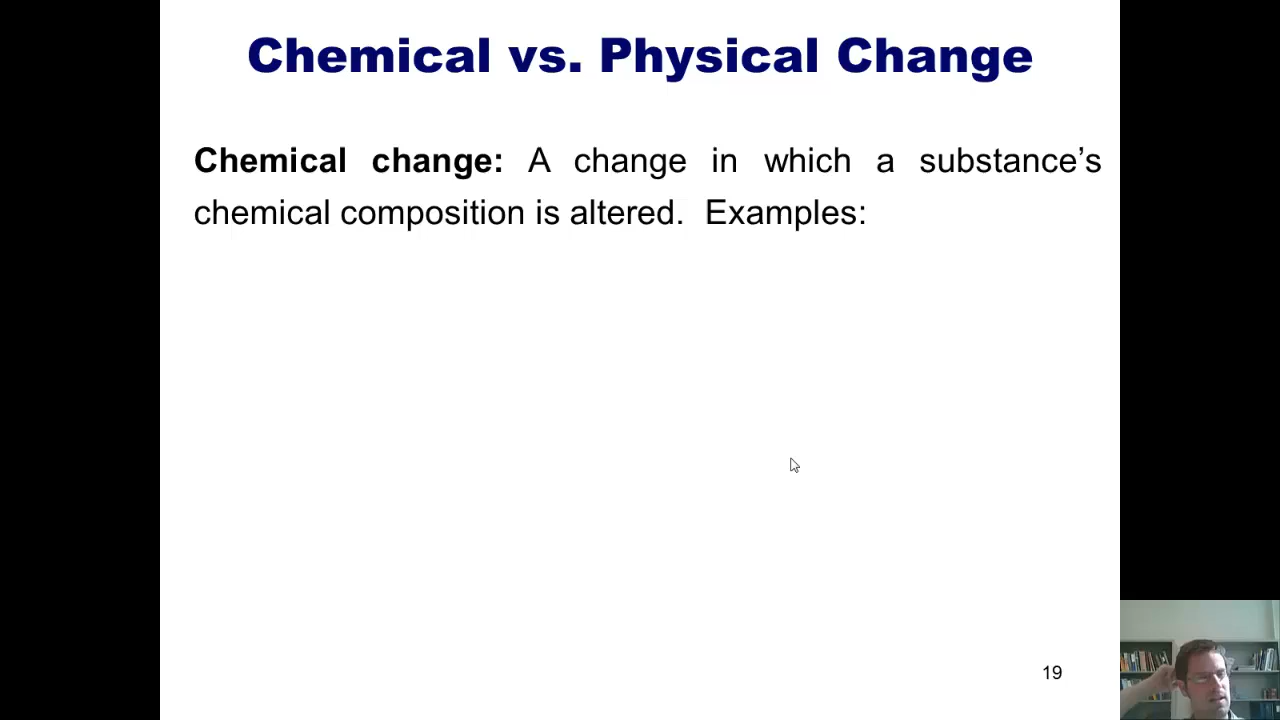 Chemical vs. Physical Change
Chemical change: A change in which a substance’s
chemical composition is altered.  Examples:
19